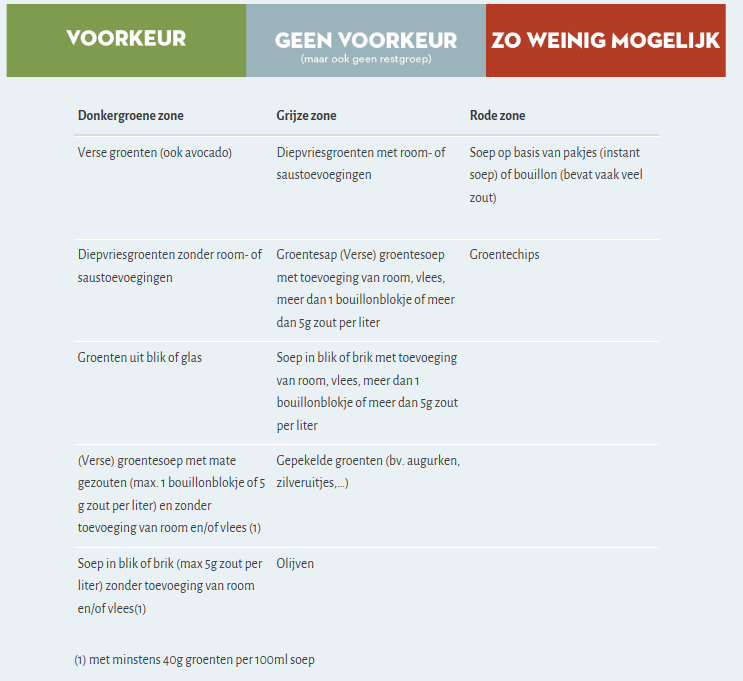 VOORKEUR
GEEN VOORKEUR
(maar ook geen restgroep)
ZO WEINIG MOGELIJK
Donkergroene zone
Grijze zone
Rode zone
Verse groenten (ook avocado)
Diepvriesgroenten met room- of
saustoevoegingen
Soep op basis van pakjes (instant
soep) of bouillon (bevat vaak veel
zout)
Diepvriesgroenten zonder room- of
saustoevoegingen
Groentesap (Verse) groentesoep
met toevoeging van room, vlees,
meer dan 1 bouillonblokje of meer
dan 5g zout per liter
Groentechips
Groenten uit blik of glas
Soep in blik of brik met toevoeging
van room, vlees, meer dan 1
bouillonblokje of meer dan 5g zout
per liter
(Verse) groentesoep met mate
gezouten (max. 1 bouillonblokje of 5
g zout per liter) en zonder
toevoeging van room en/of vlees (1)
Gepekelde groenten (bv. augurken,
zilveruitjes,...)
Soep in blik of brik (max 5g zout per
liter) zonder toevoeging van room
en/of vlees(1)
Olijven
(1) met minstens 40g groenten per 100ml soep